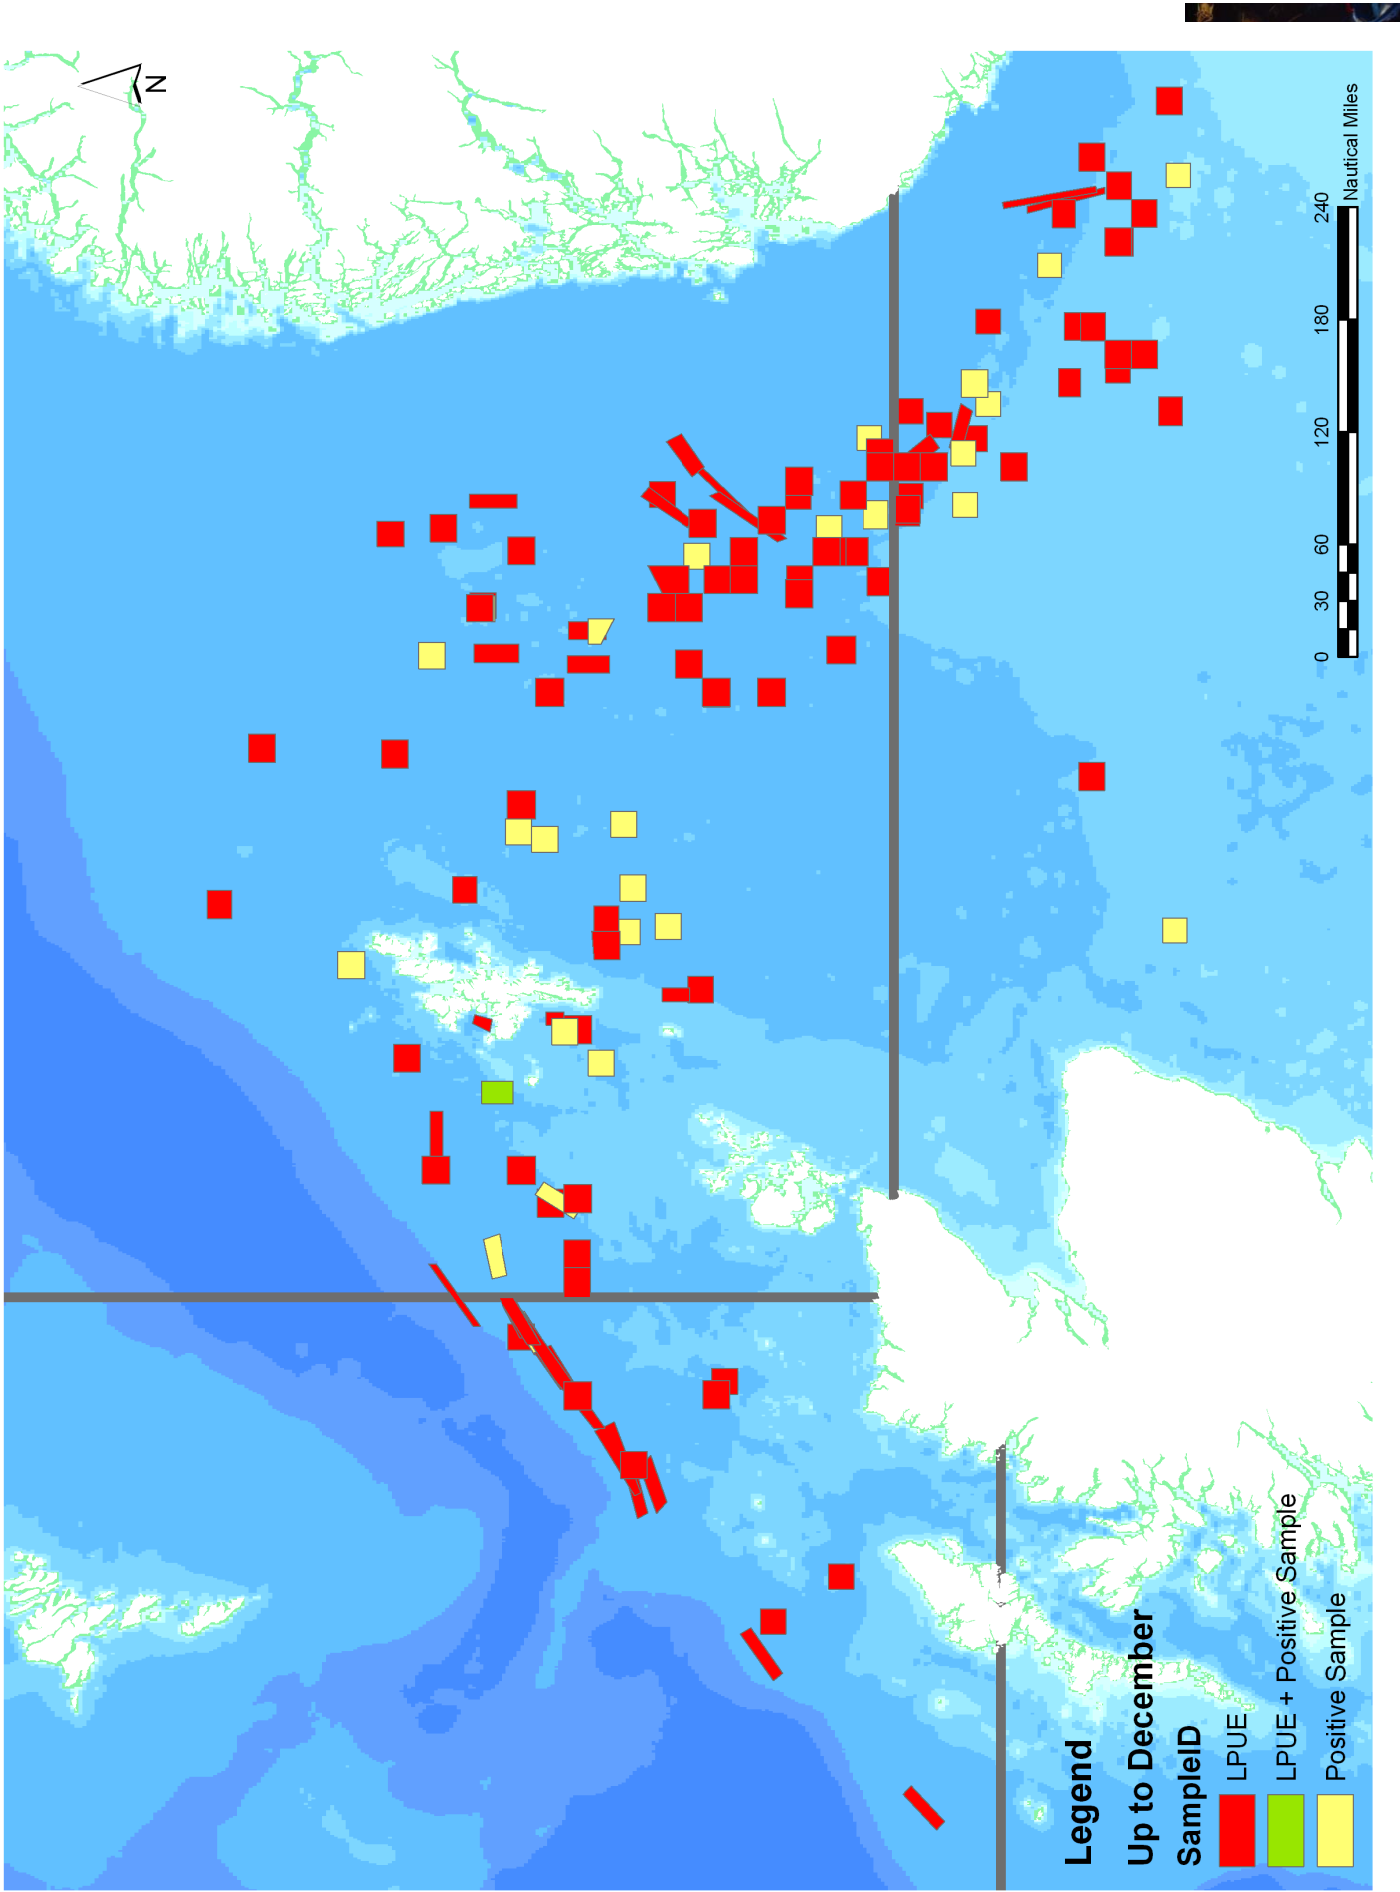 N
Legend
Up to December
SampleID
LPUE
LPUE + Positive Sample
Positive Sample
0 30 60 120 180 240
Nautical Miles